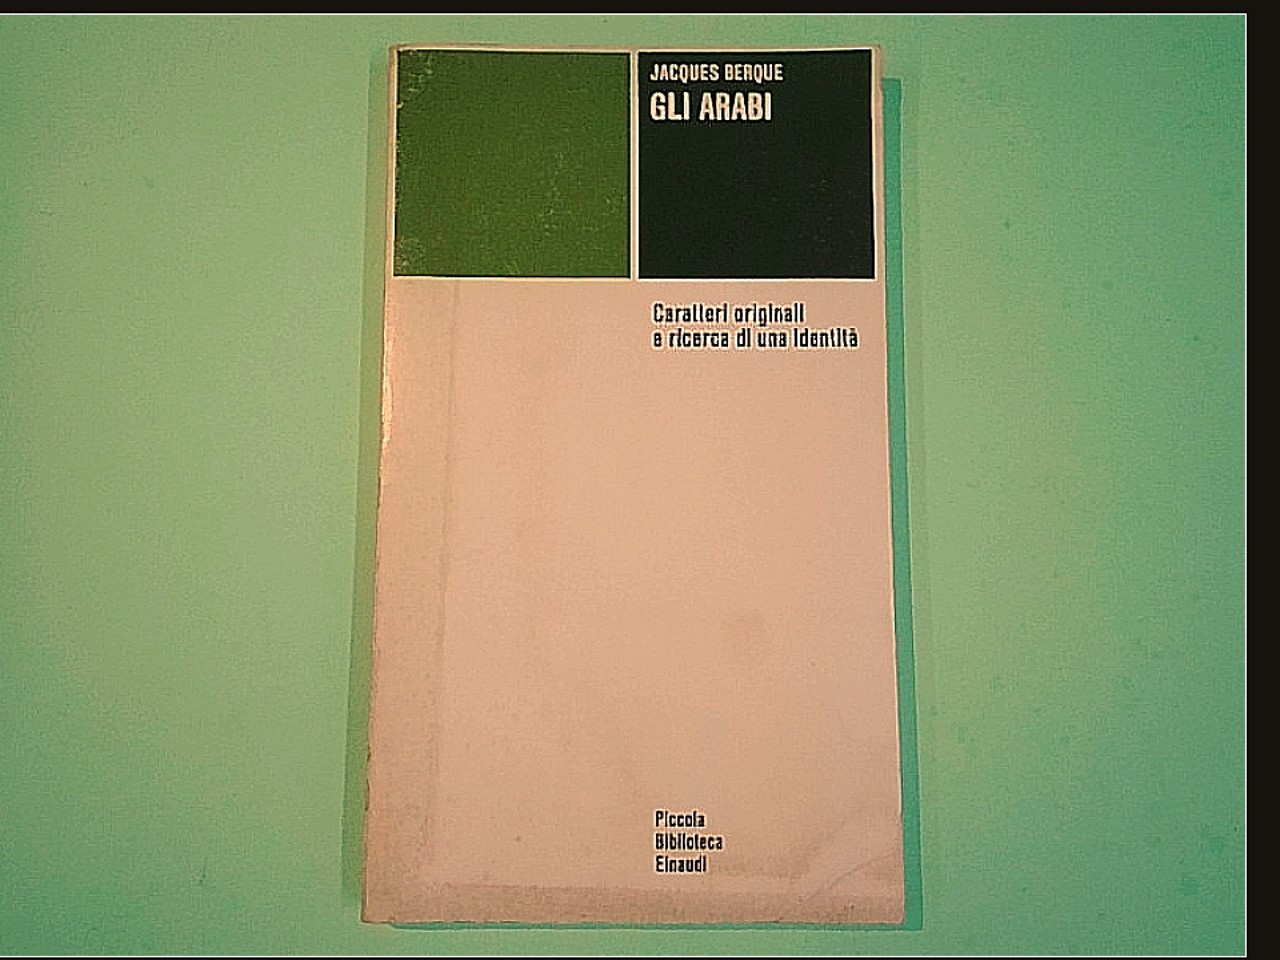 JACQUES BERQUE
GLI ARABI
Caratteri originali
e ricerca di una identità
Piccola
Biblioteca
Einaudi